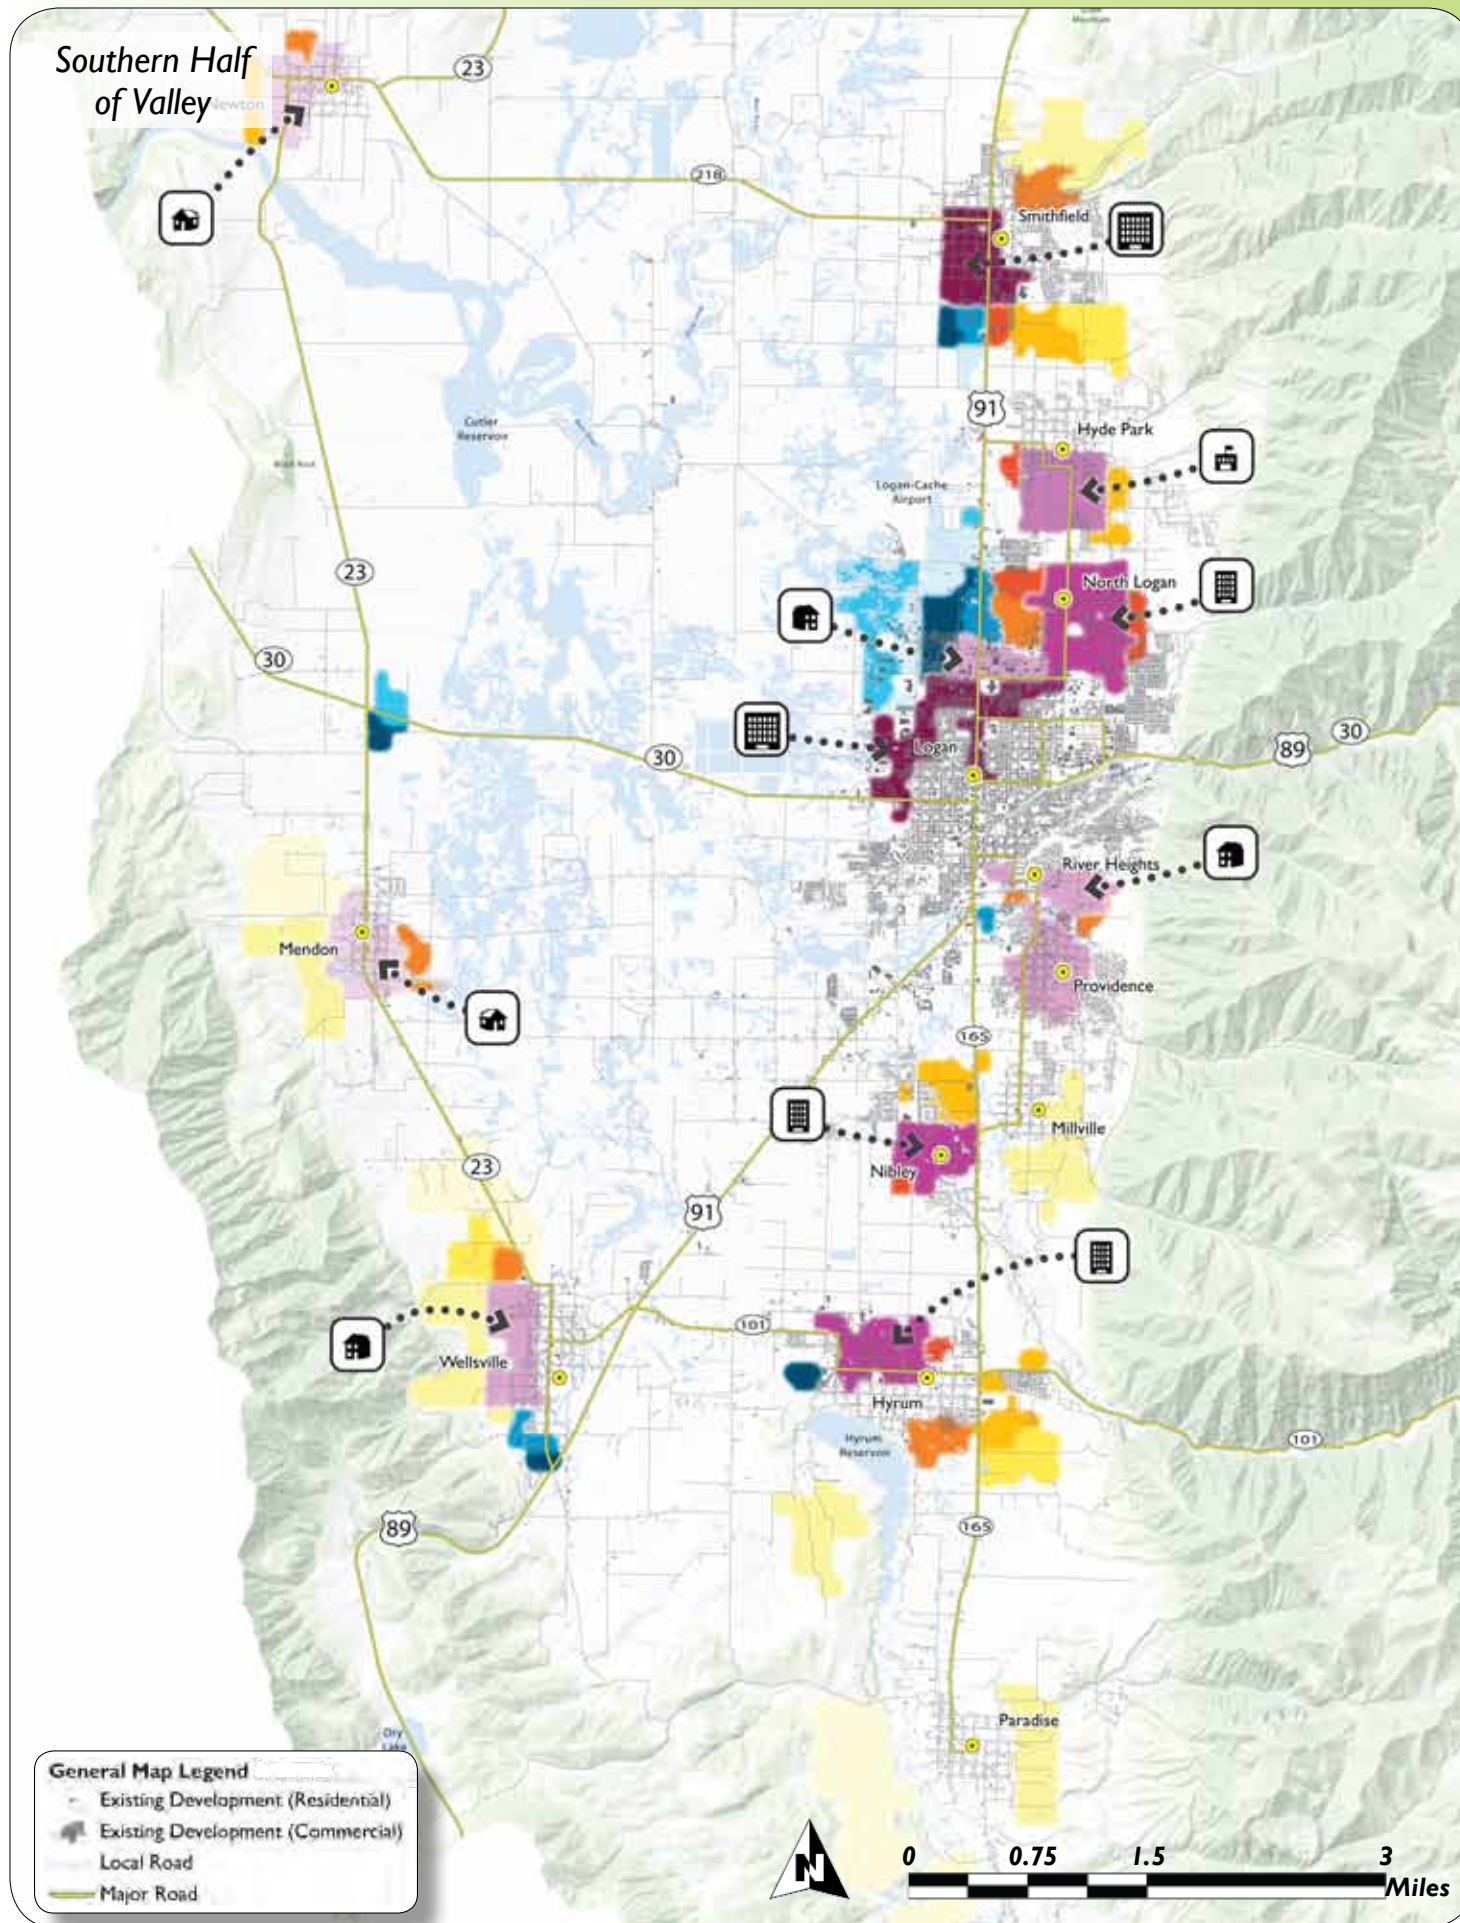 Southern Half
of Valley
Newton
23
218
Smithfield
91
Cutler
Reservoir
Hyde Park
Logan-Cache
Airport
23
North Logan
30
30
Logan
30
89
River Heights
Mendon
Providence
165
Millville
23
Nibley
91
101
Wellsville
Hyrum
Hyrum
Reservoir
101
89
165
Paradise
Dry
Lake
General Map Legend
Existing Development (Residential)
Existing Development (Commercial)
Local Road
Major Road
N
0 0.75 1.5 3
Miles